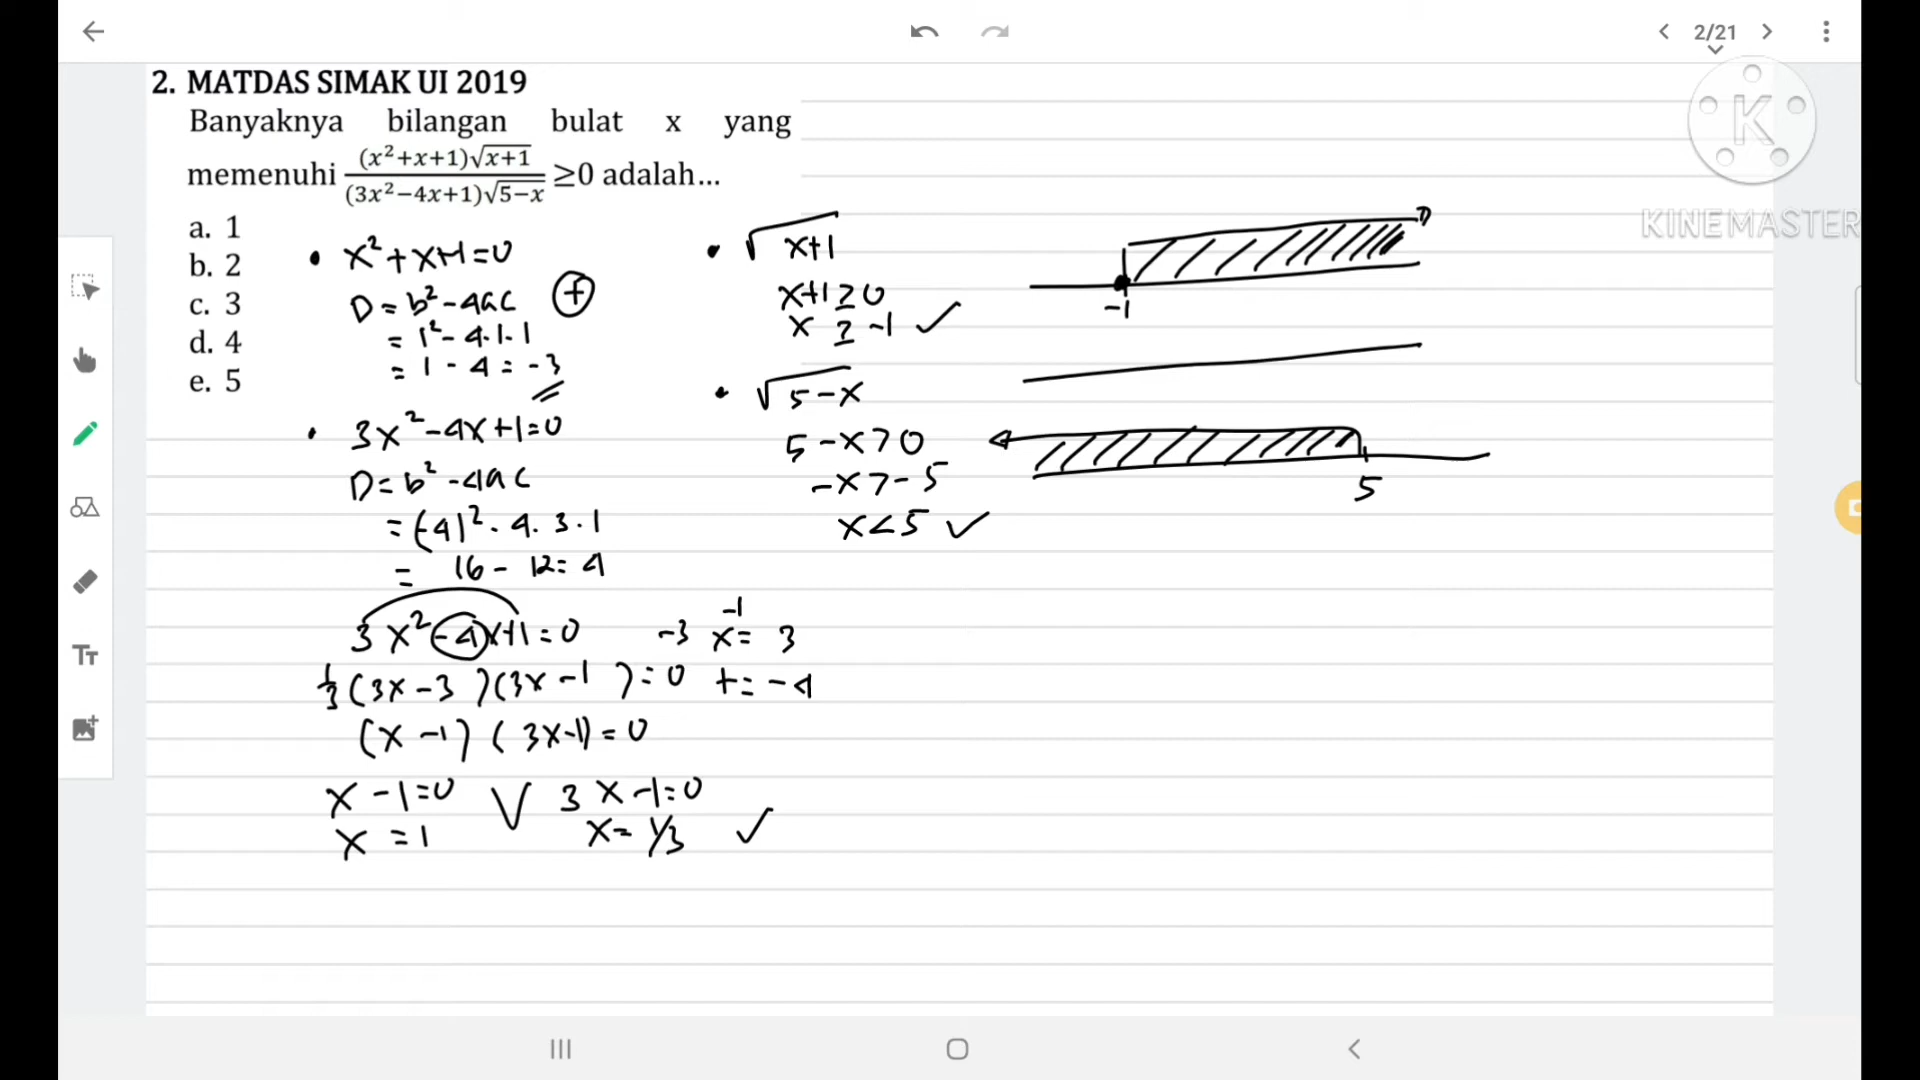 2/21
2. MATDAS SIMAK UI 2019
Banyaknya bilangan bulat x yang
memenuhi (x²+x+1)√x+1 / (3x²−4x+1)√5−x ≥0 adalah...
a. 1
b. 2
c. 3
d. 4
e. 5
• x²+x+1=0
D = b²-4ac +
= 1²-4.1.1
= 1-4 = -3
• 3x²-4x+1=0
D = b²-4ac
= (-4)² - 4.3.1
= 16-12 = 4
3x²-4x+1=0
1/3 (3x-3)(3x-1)=0
(x-1)(3x-1)=0
x-1=0 V 3x-1=0
x=1 x=1/3 ✓
-3 -1
x= 3
+= -4
• √x+1
x+1≥0
x ≥ -1 ✓
• √5-x
5-x>0
-x>-5
x<5 ✓
-1
5
K
KINEMASTER
Tт